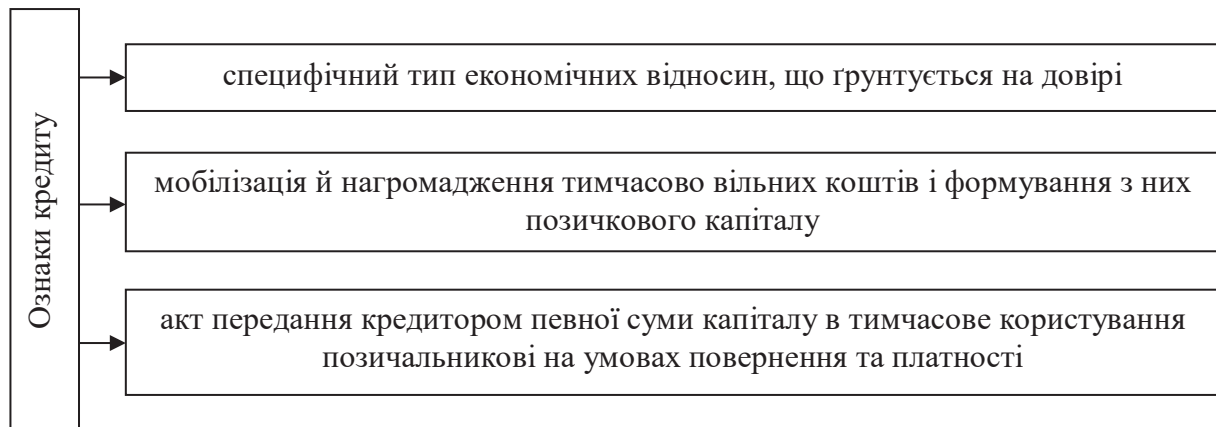 Ознаки кредиту
специфічний тип економічних відносин, що ґрунтується на довірі
мобілізація й нагромадження тимчасово вільних коштів і формування з них
позичкового капіталу
акт передання кредитором певної суми капіталу в тимчасове користування
позичальникові на умовах повернення та платності